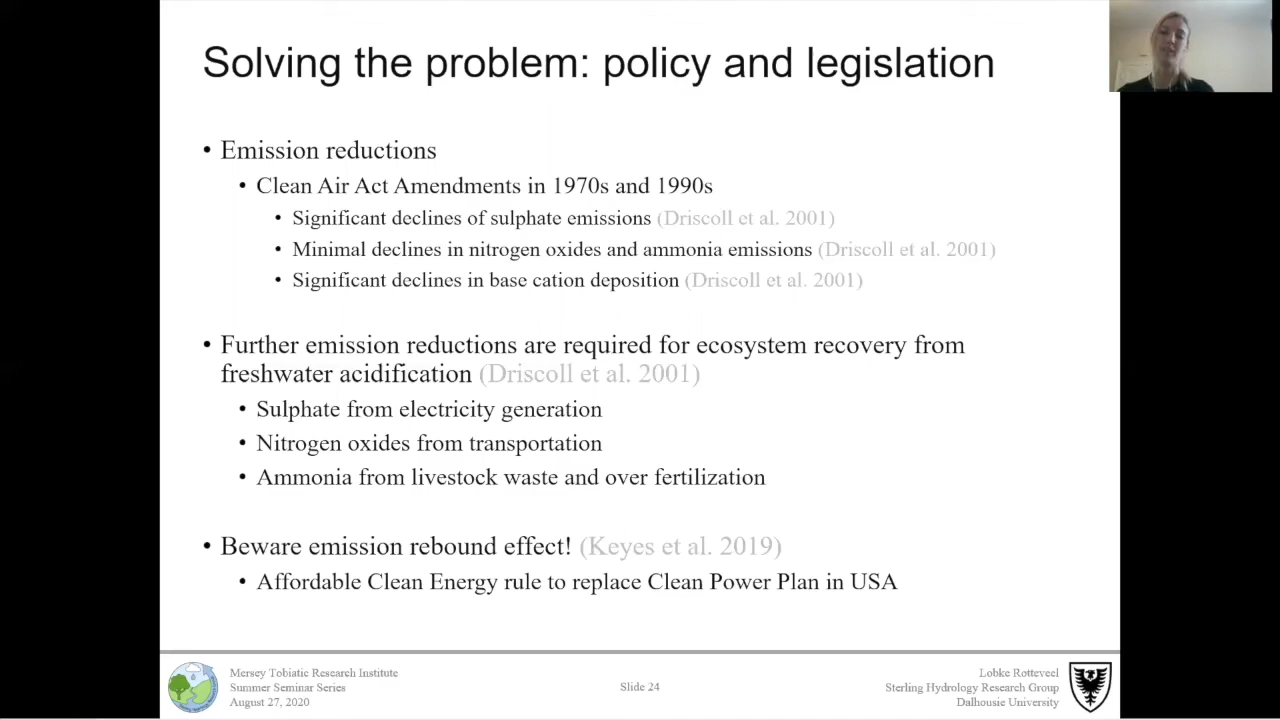 Solving the problem: policy and legislation
• Emission reductions
• Clean Air Act Amendments in 1970s and 1990s
• Significant declines of sulphate emissions (Driscoll et al. 2001)
• Minimal declines in nitrogen oxides and ammonia emissions (Driscoll et al. 2001)
• Significant declines in base cation deposition (Driscoll et al. 2001)
• Further emission reductions are required for ecosystem recovery from
freshwater acidification (Driscoll et al. 2001)
• Sulphate from electricity generation
• Nitrogen oxides from transportation
• Ammonia from livestock waste and over fertilization
• Beware emission rebound effect! (Keyes et al. 2019)
• Affordable Clean Energy rule to replace Clean Power Plan in USA
Mersey Tobiatic Research Institute
Summer Seminar Series
August 27, 2020
Slide 24
Lobke Rotteveel
Sterling Hydrology Research Group
Dalhousie University